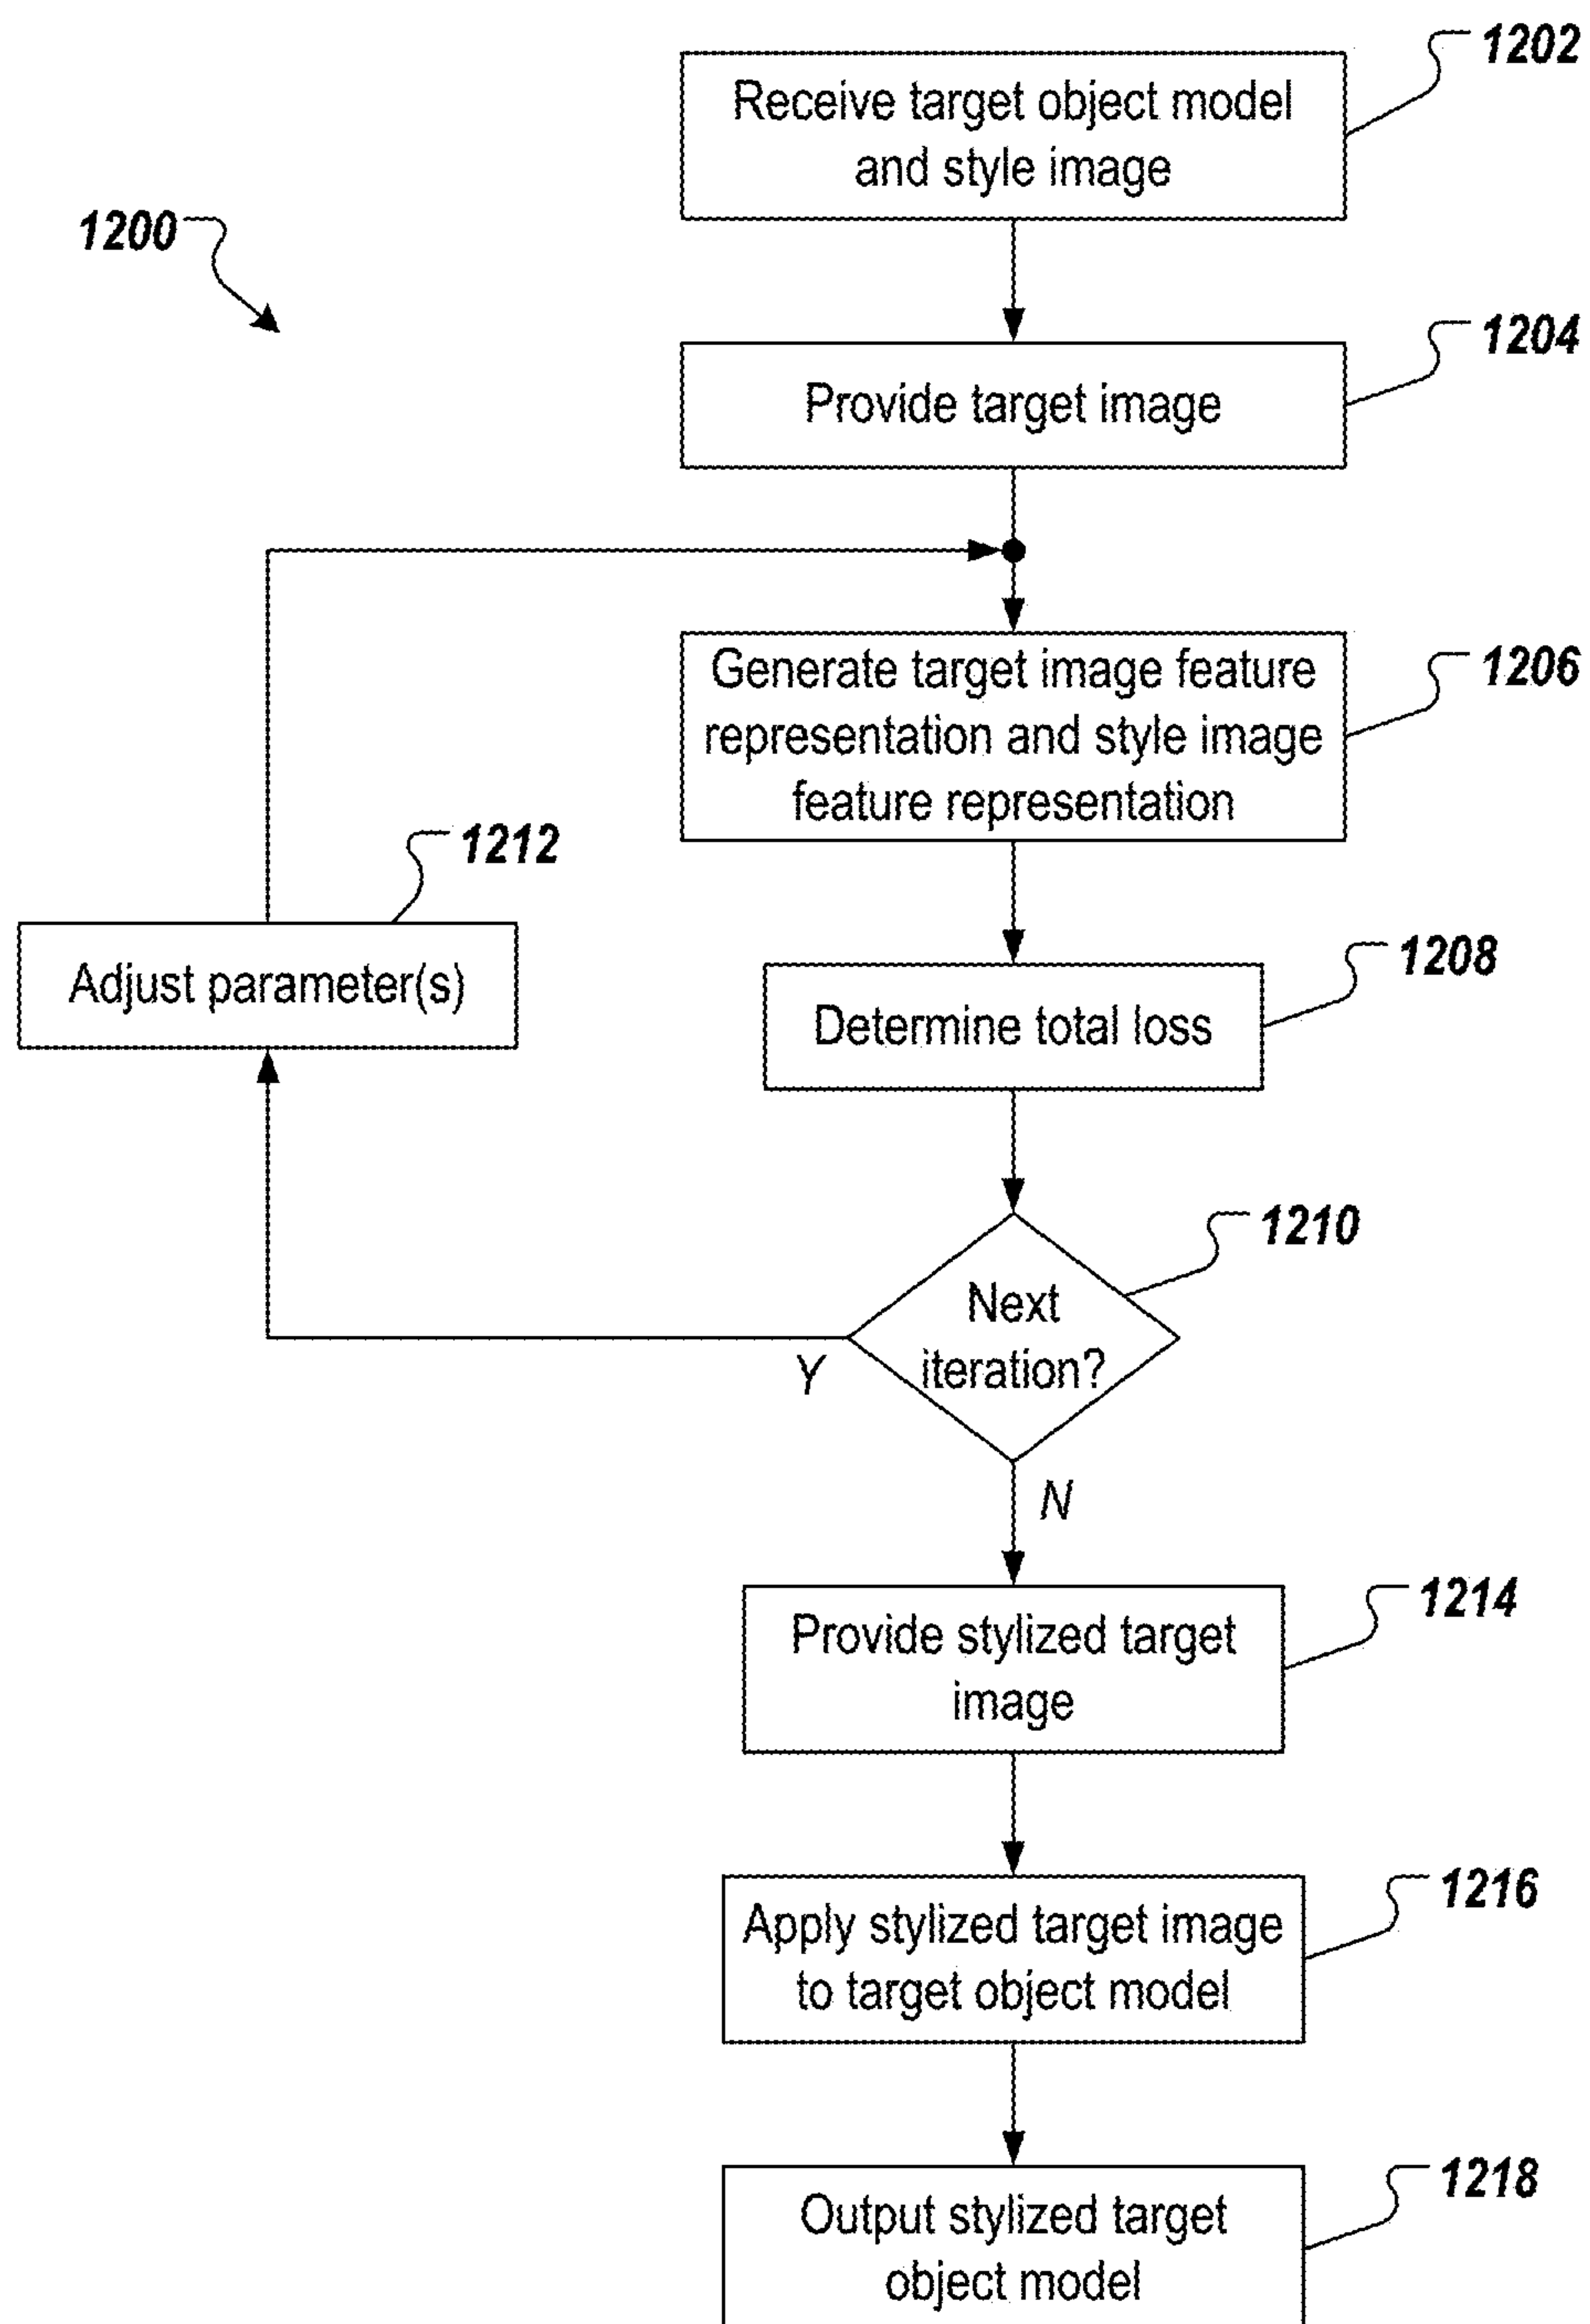 1202
Receive target object model
and style image
1200
1204
Provide target image
1206
Generate target image feature
representation and style image
feature representation
1212
Adjust parameter(s)
1208
Determine total loss
1210
Next
iteration?
Y
N
1214
Provide stylized target
image
1216
Apply stylized target image
to target object model
1218
Output stylized target
object model